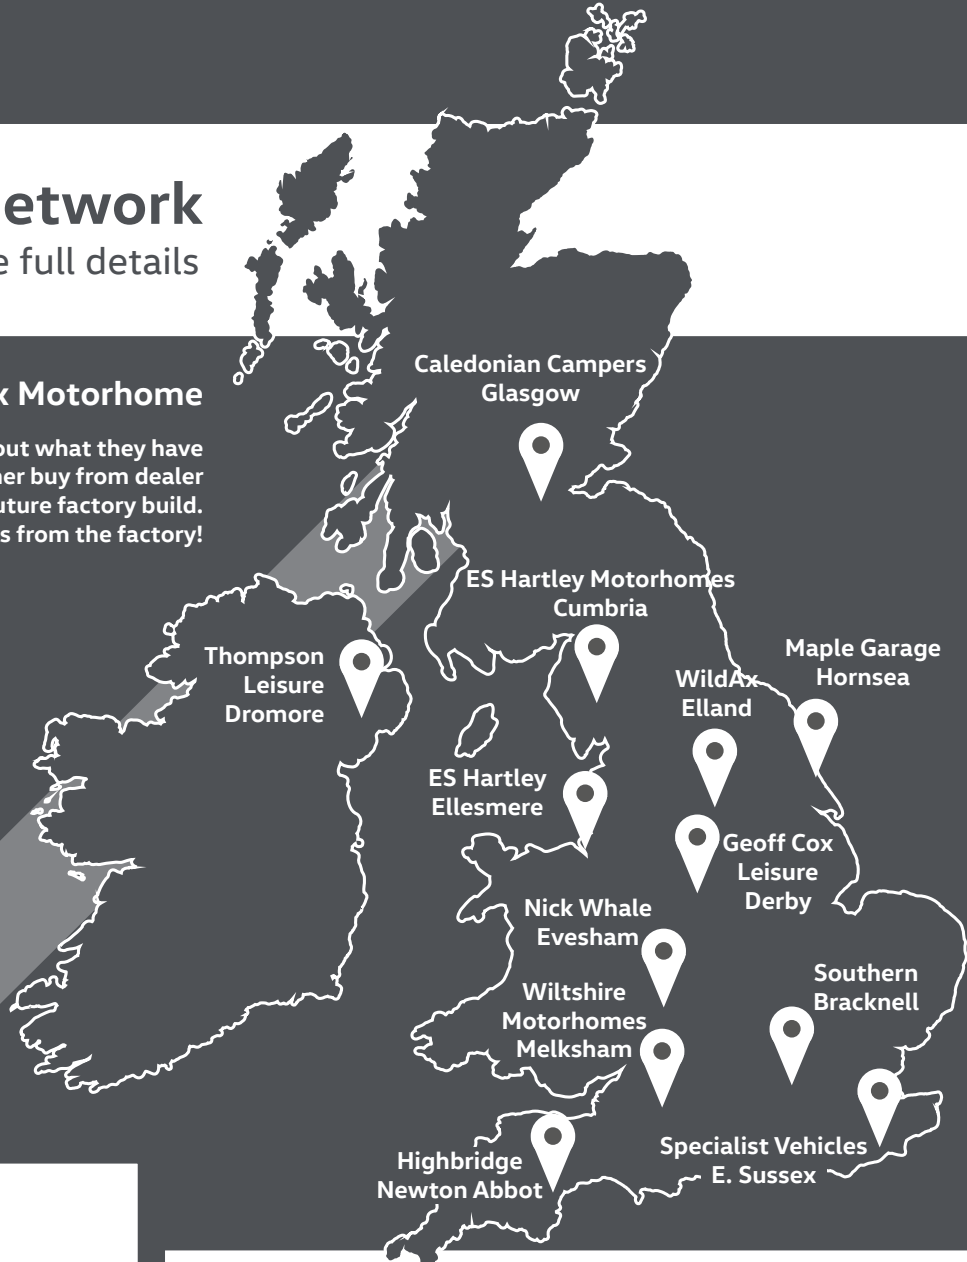 etwork
e full details
x Motorhome
out what they have
her buy from dealer
uture factory build.
s from the factory!
Caledonian Campers
Glasgow
ES Hartley Motorhomes
Cumbria
Thompson
Leisure
Dromore
WildAx
Elland
Maple Garage
Hornsea
ES Hartley
Ellesmere
Geoff Cox
Leisure
Derby
Nick Whale
Evesham
Southern
Bracknell
Wiltshire
Motorhomes
Melksham
Specialist Vehicles
E. Sussex
Highbridge
Newton Abbot